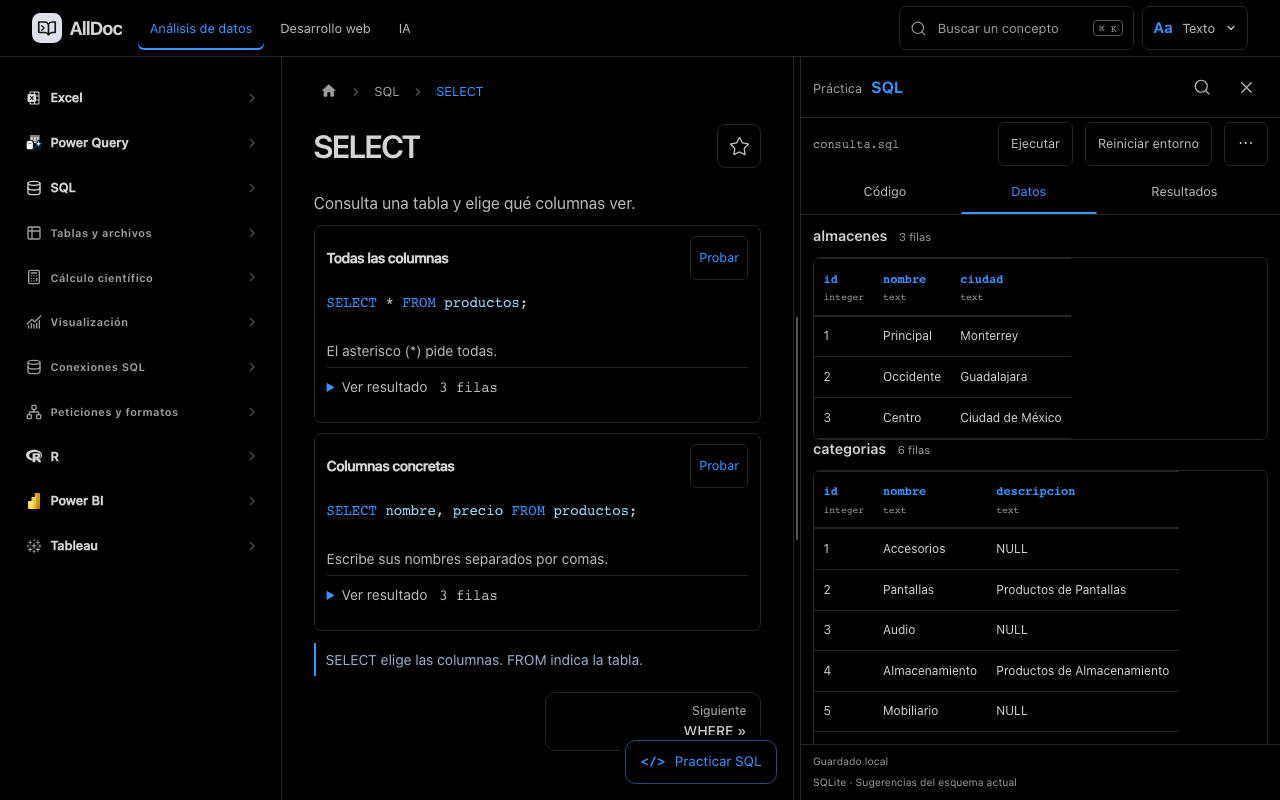 AllDoc
Análisis de datos
Desarrollo web
IA
Buscar un concepto
⌘ K
Aa Texto
Excel
Power Query
SQL
Tablas y archivos
Cálculo científico
Visualización
Conexiones SQL
Peticiones y formatos
R
Power BI
Tableau
SQL
SELECT
SELECT
Consulta una tabla y elige qué columnas ver.
Todas las columnas
Probar
SELECT * FROM productos;
El asterisco (*) pide todas.
Ver resultado 3 filas
Columnas concretas
Probar
SELECT nombre, precio FROM productos;
Escribe sus nombres separados por comas.
Ver resultado 3 filas
SELECT elige las columnas. FROM indica la tabla.
Siguiente
WHERE »
</> Practicar SQL
Práctica SQL
consulta.sql
Ejecutar
Reiniciar entorno
...
Código
Datos
Resultados
almacenes 3 filas
id nombre ciudad
integer text text
1 Principal Monterrey
2 Occidente Guadalajara
3 Centro Ciudad de México
categorias 6 filas
id nombre descripcion
integer text text
1 Accesorios NULL
2 Pantallas Productos de Pantallas
3 Audio NULL
4 Almacenamiento Productos de Almacenamiento
5 Mobiliario NULL
Guardado local
SQLite · Sugerencias del esquema actual